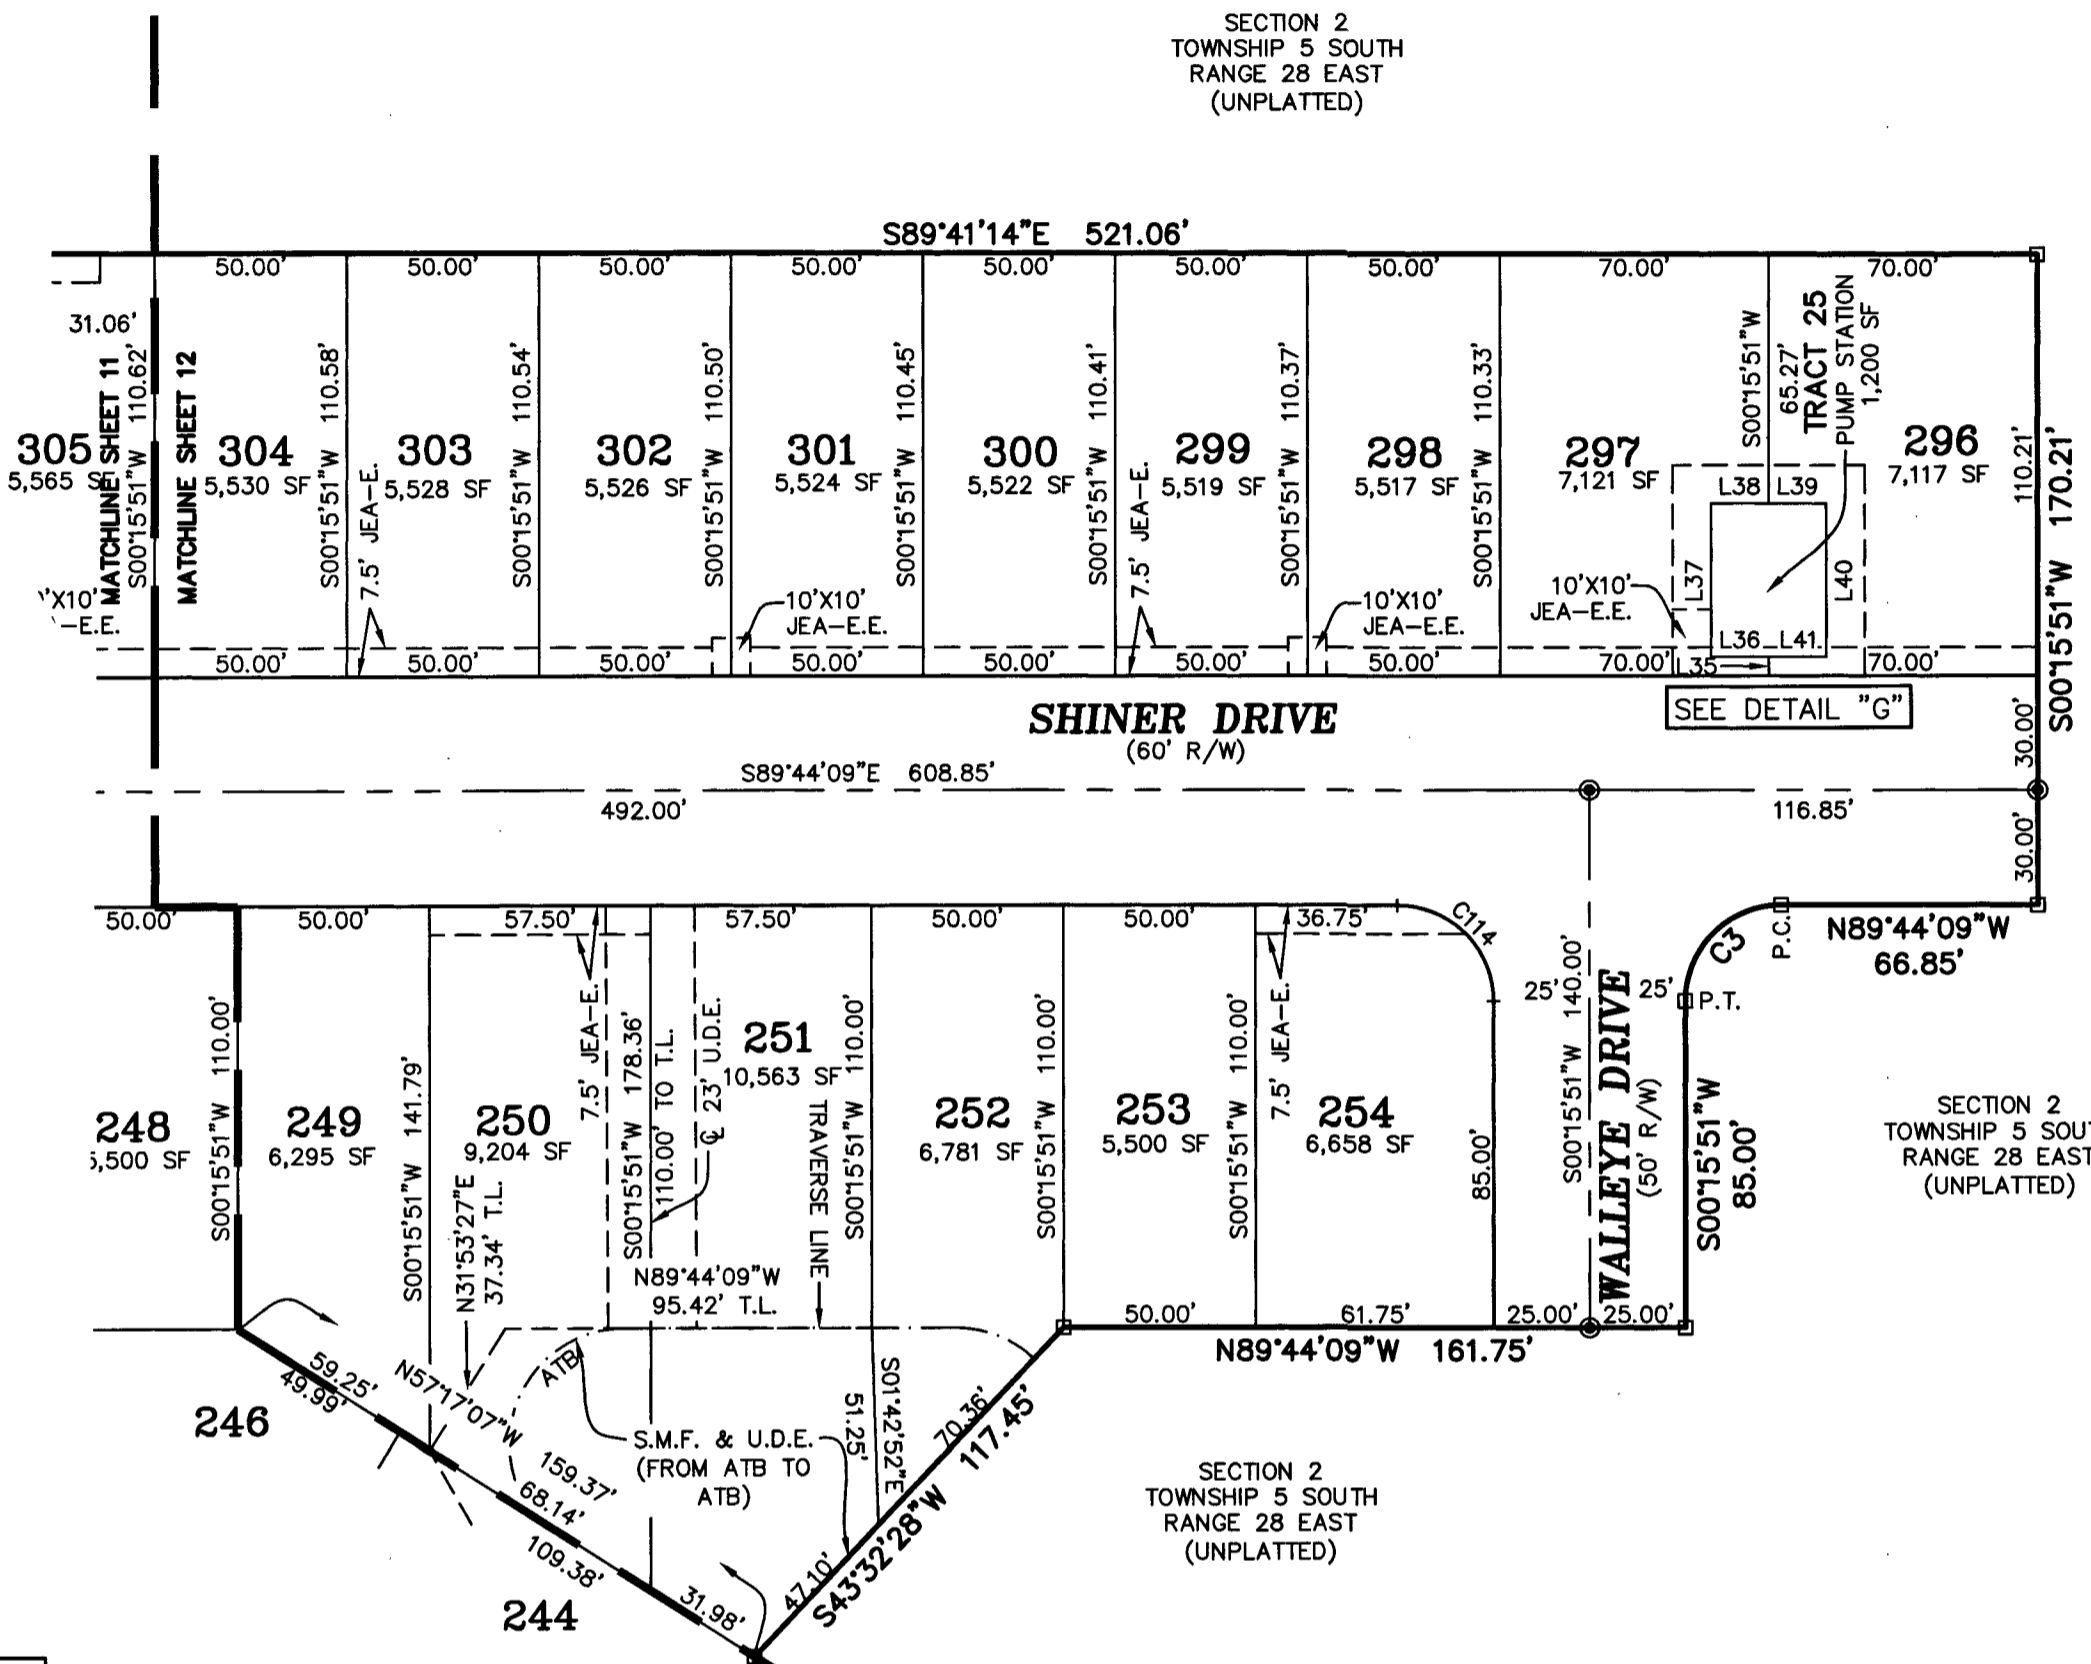 SECTION 2
TOWNSHIP 5 SOUTH
RANGE 28 EAST
(UNPLATTED)
S89°41'14"E 521.06'
50.00' 50.00' 50.00' 50.00' 50.00' 50.00' 50.00' 70.00' 70.00'
31.06'
MATCHLINE SHEET 11
MATCHLINE SHEET 12
S00°15'51"W 110.62'
S00°15'51"W 110.58'
S00°15'51"W 110.54'
S00°15'51"W 110.50'
S00°15'51"W 110.45'
S00°15'51"W 110.41'
S00°15'51"W 110.37'
S00°15'51"W 110.33'
S00°15'51"W
65.27'
TRACT 25
PUMP STATION
1,200 SF
110.21'
S00°15'51"W 170.21'
305
5,565 SF
304
5,530 SF
303
5,528 SF
302
5,526 SF
301
5,524 SF
300
5,522 SF
299
5,519 SF
298
5,517 SF
297
7,121 SF
296
7,117 SF
L38 L39
L37
L40
L36 L41
L35
'X10'
-E.E.
7.5' JEA-E.
10'X10'
JEA-E.E.
7.5' JEA-E.
10'X10'
JEA-E.E.
10'X10'
JEA-E.E.
50.00' 50.00' 50.00' 50.00' 50.00' 50.00' 50.00' 70.00' 70.00'
SEE DETAIL "G"
SHINER DRIVE
(60' R/W)
30.00'
S89°44'09"E 608.85'
492.00'
116.85'
30.00'
50.00' 50.00' 57.50' 57.50' 50.00' 50.00' 36.75'
C114
C3
P.C.
N89°44'09"W
66.85'
25' 25'
P.T.
S00°15'51"W 110.00'
S00°15'51"W 141.79'
7.5' JEA-E.
S00°15'51"W 178.36'
110.00' TO T.L.
℄ 23' U.D.E.
S00°15'51"W 110.00'
S00°15'51"W 110.00'
S00°15'51"W 110.00'
7.5' JEA-E.
85.00'
S00°15'51"W 140.00'
WALLEYE DRIVE
(50' R/W)
S00°15'51"W
85.00'
248
5,500 SF
249
6,295 SF
250
9,204 SF
251
10,563 SF
252
6,781 SF
253
5,500 SF
254
6,658 SF
TRAVERSE LINE
N31°53'27"E
37.34' T.L.
N89°44'09"W
95.42' T.L.
SECTION 2
TOWNSHIP 5 SOUT
RANGE 28 EAST
(UNPLATTED)
50.00' 61.75' 25.00' 25.00'
N89°44'09"W 161.75'
59.25'
49.99'
N57°17'07"W 159.37'
68.14'
109.38'
31.98'
ATB
S.M.F. & U.D.E.
(FROM ATB TO
ATB)
S01°42'52"E
51.25'
70.36'
117.45'
47.10'
S43°32'28"W
246
244
SECTION 2
TOWNSHIP 5 SOUTH
RANGE 28 EAST
(UNPLATTED)